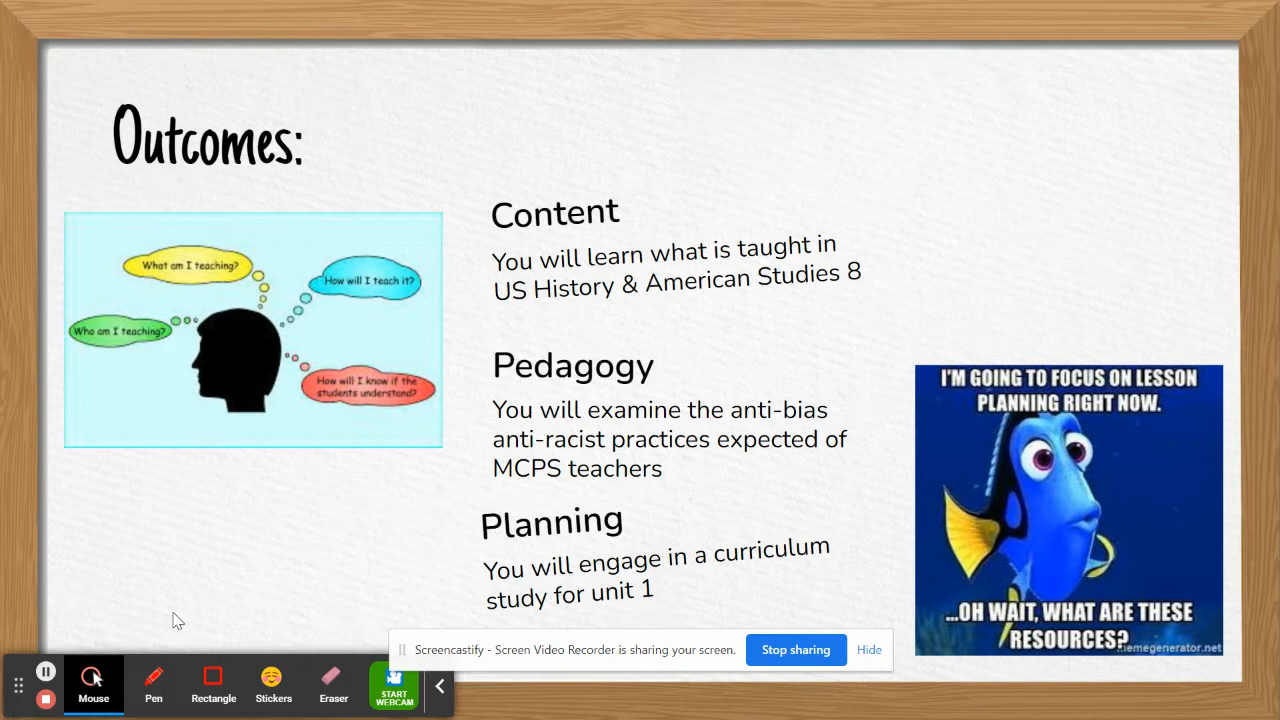 Outcomes:
What am I teaching?
How will I teach it?
Who am I teaching?
How will I know if the
students understand?
Content
You will learn what is taught in
US History & American Studies 8
Pedagogy
You will examine the anti-bias
anti-racist practices expected of
MCPS teachers
Planning
You will engage in a curriculum
study for unit 1
I'M GOING TO FOCUS ON LESSON
PLANNING RIGHT NOW.
...OH WAIT, WHAT ARE THESE
RESOURCES?
memegenerator.net
Screencastify - Screen Video Recorder is sharing your screen.
Stop sharing
Hide
Mouse
Pen
Rectangle
Stickers
Eraser
START
WEBCAM